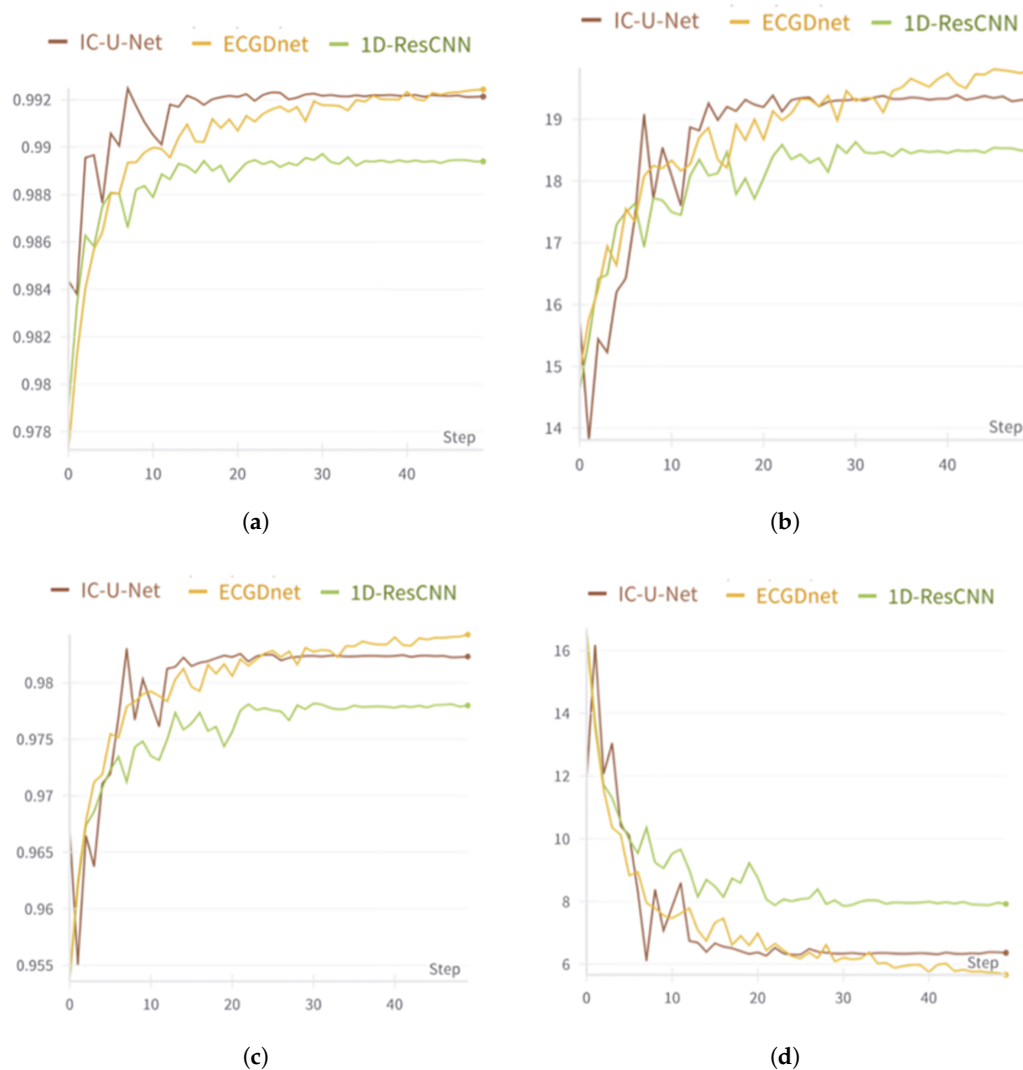 IC-U-Net ECGDnet 1D-ResCNN
0.992
0.99
0.988
0.986
0.984
0.982
0.98
0.978
Step
0 10 20 30 40
(a)
IC-U-Net ECGDnet 1D-ResCNN
19
18
17
16
15
14
Step
0 10 20 30 40
(b)
IC-U-Net ECGDnet 1D-ResCNN
0.98
0.975
0.97
0.965
0.96
0.955
Step
0 10 20 30 40
(c)
IC-U-Net ECGDnet 1D-ResCNN
16
14
12
10
8
6
Step
0 10 20 30 40
(d)